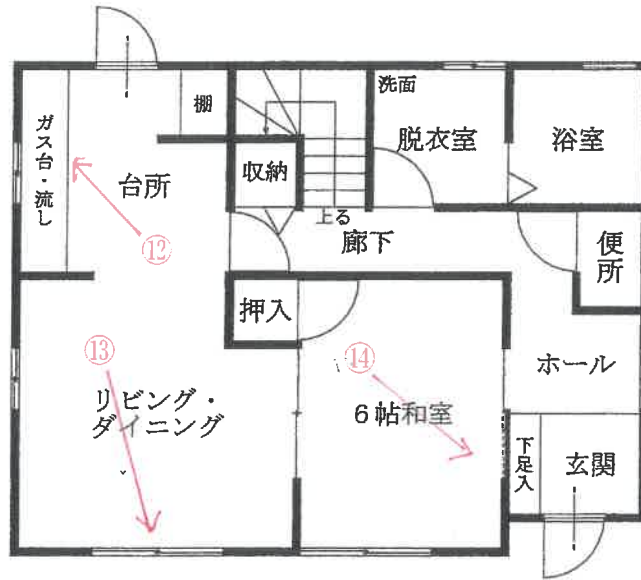 洗面
棚
ガス台・流し
脱衣室
浴室
台所
収納
上る
廊下
便所
⑫
押入
⑬
⑭
ホール
リビング・
ダイニング
6帖和室
下足入
玄関